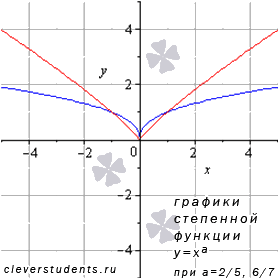 4
y
2
-4
-2
0
2
4
x
-2
графики
степенной
функции
y=xᵃ
-4
cleverstudents.ru
при a=2/5, 6/7